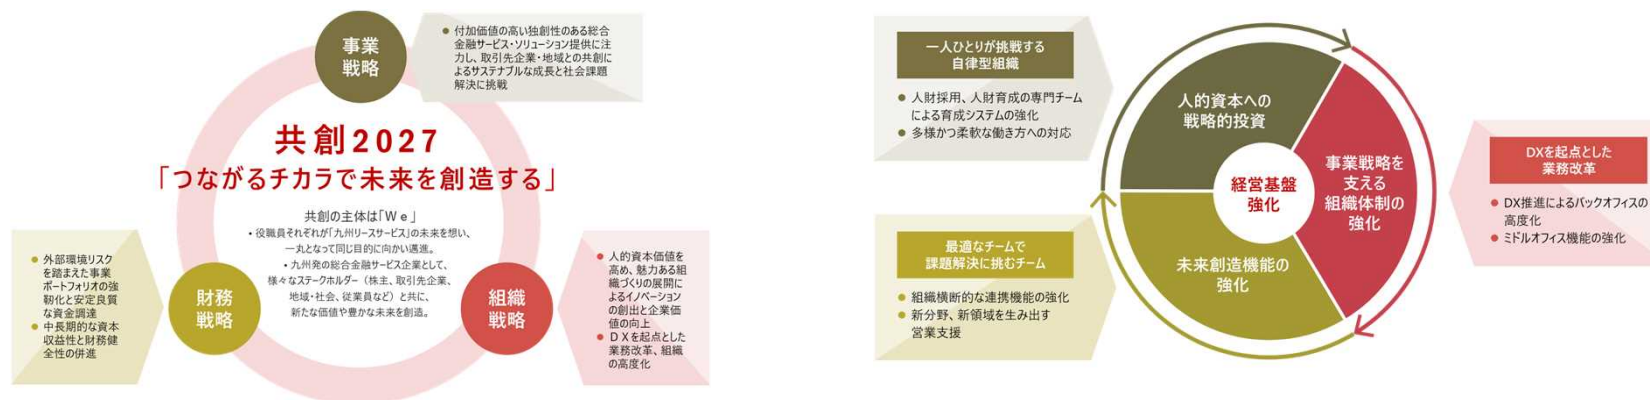 事業
戦略
● 付加価値の高い独創性のある総合
金融サービス・ソリューション提供に注
力し、取引先企業・地域との共創に
よるサステナブルな成長と社会課題
解決に挑戦
共創2027
「つながるチカラで未来を創造する」
共創の主体は「We」
・役職員それぞれが「九州リースサービス」の未来を想い、
一丸となって同じ目的に向かい邁進。
・九州発の総合金融サービス企業として、
様々なステークホルダー（株主、取引先企業、
地域・社会、従業員など）と共に、
新たな価値や豊かな未来を創造。
● 外部環境リスク
を踏まえた事業
ポートフォリオの強
靭化と安定良質
な資金調達
● 中長期的な資本
収益性と財務健
全性の併進
財務
戦略
組織
戦略
● 人的資本価値を
高め、魅力ある組
織づくりの展開に
よるイノベーション
の創出と企業価
値の向上
● DXを起点とした
業務改革、組織
の高度化
一人ひとりが挑戦する
自律型組織
● 人財採用、人財育成の専門チーム
による育成システムの強化
● 多様かつ柔軟な働き方への対応
最適なチームで
課題解決に挑むチーム
● 組織横断的な連携機能の強化
● 新分野、新領域を生み出す
営業支援
人的資本への
戦略的投資
経営基盤
強化
事業戦略を
支える
組織体制の
強化
未来創造機能の
強化
DXを起点とした
業務改革
● DX推進によるバックオフィスの
高度化
● ミドルオフィス機能の強化